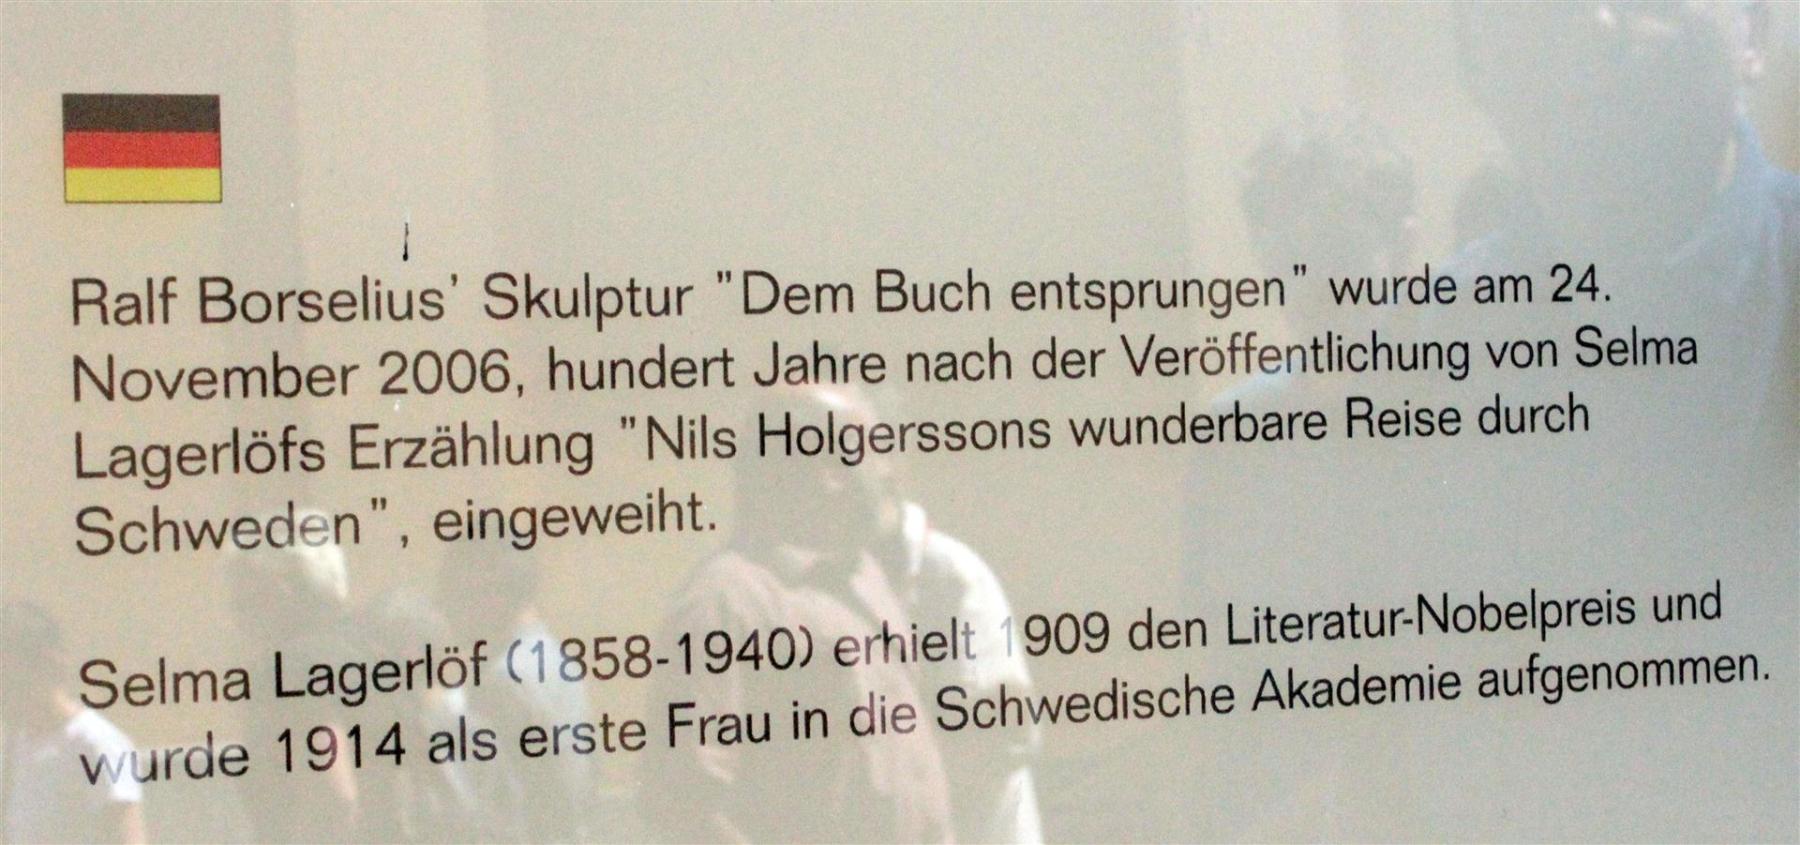 Ralf Borselius' Skulptur "Dem Buch entsprungen" wurde am 24.
November 2006, hundert Jahre nach der Veröffentlichung von Selma
Lagerlöfs Erzählung "Nils Holgerssons wunderbare Reise durch
Schweden", eingeweiht.
Selma Lagerlöf (1858-1940) erhielt 1909 den Literatur-Nobelpreis und
wurde 1914 als erste Frau in die Schwedische Akademie aufgenommen.